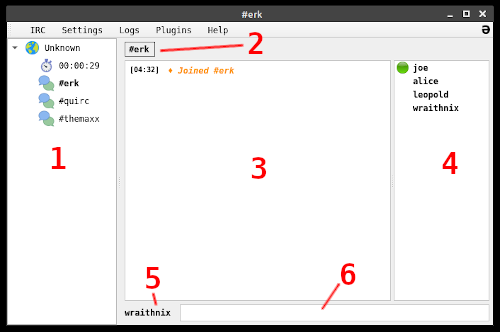 #erk
IRC Settings Logs Plugins Help ə
Unknown
00:00:29
#erk
#quirc
#themaxx
#erk
2
[04:32] ♦ Joined #erk
joe
alice
leopold
wraithnix
1
3
4
5
6
wraithnix